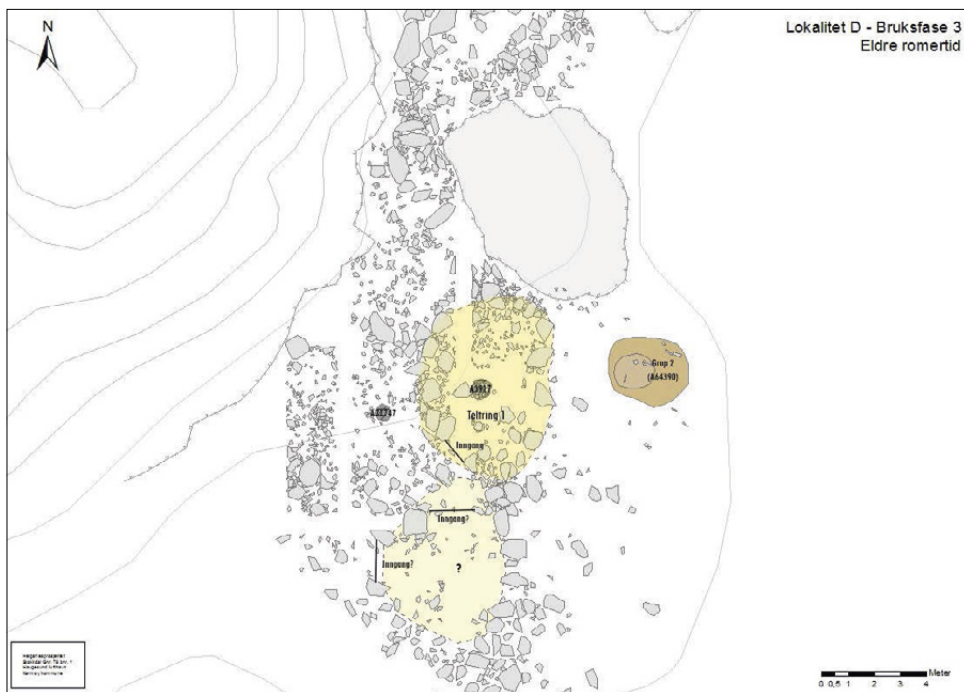 N
Lokalitet D - Bruksfase 3
Eldre romertid
Grop 2
(A64390)
Teltring 1
Inngang
Inngang?
Inngang?
?
Meter
0 0,5 1 2 3 4